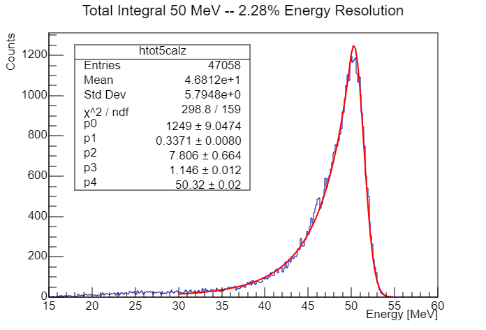 Total Integral 50 MeV -- 2.28% Energy Resolution
Counts
1200
1000
800
600
400
200
0
htot5calz
Entries 47058
Mean 4.6812e+1
Std Dev 5.7948e+0
χ^2 / ndf 298.8 / 159
p0 1249 ± 9.0474
p1 0.3371 ± 0.0080
p2 7.806 ± 0.664
p3 1.146 ± 0.012
p4 50.32 ± 0.02
15 20 25 30 35 40 45 50 55 60
Energy [MeV]